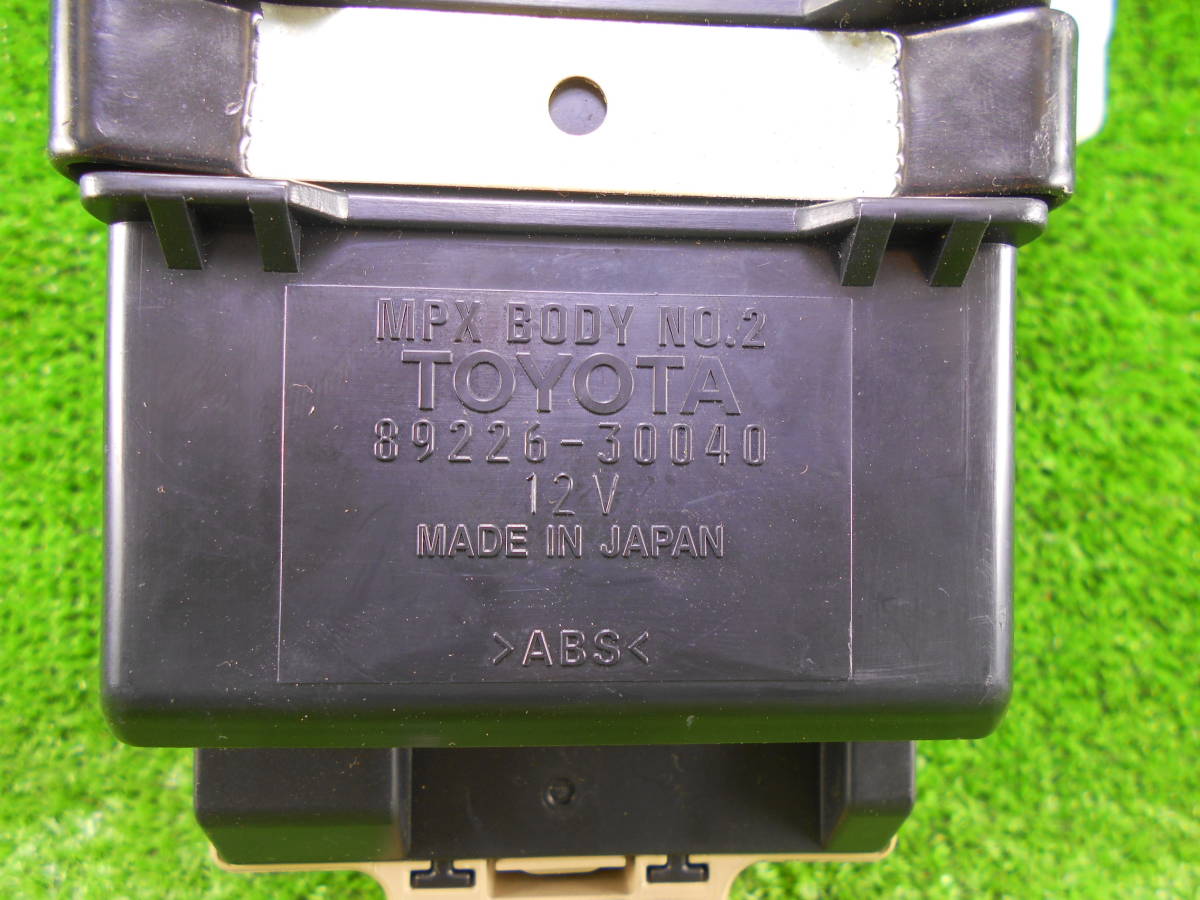 MPX BODY NO.2
TOYOTA
89226-30040
12V
MADE IN JAPAN
>ABS<